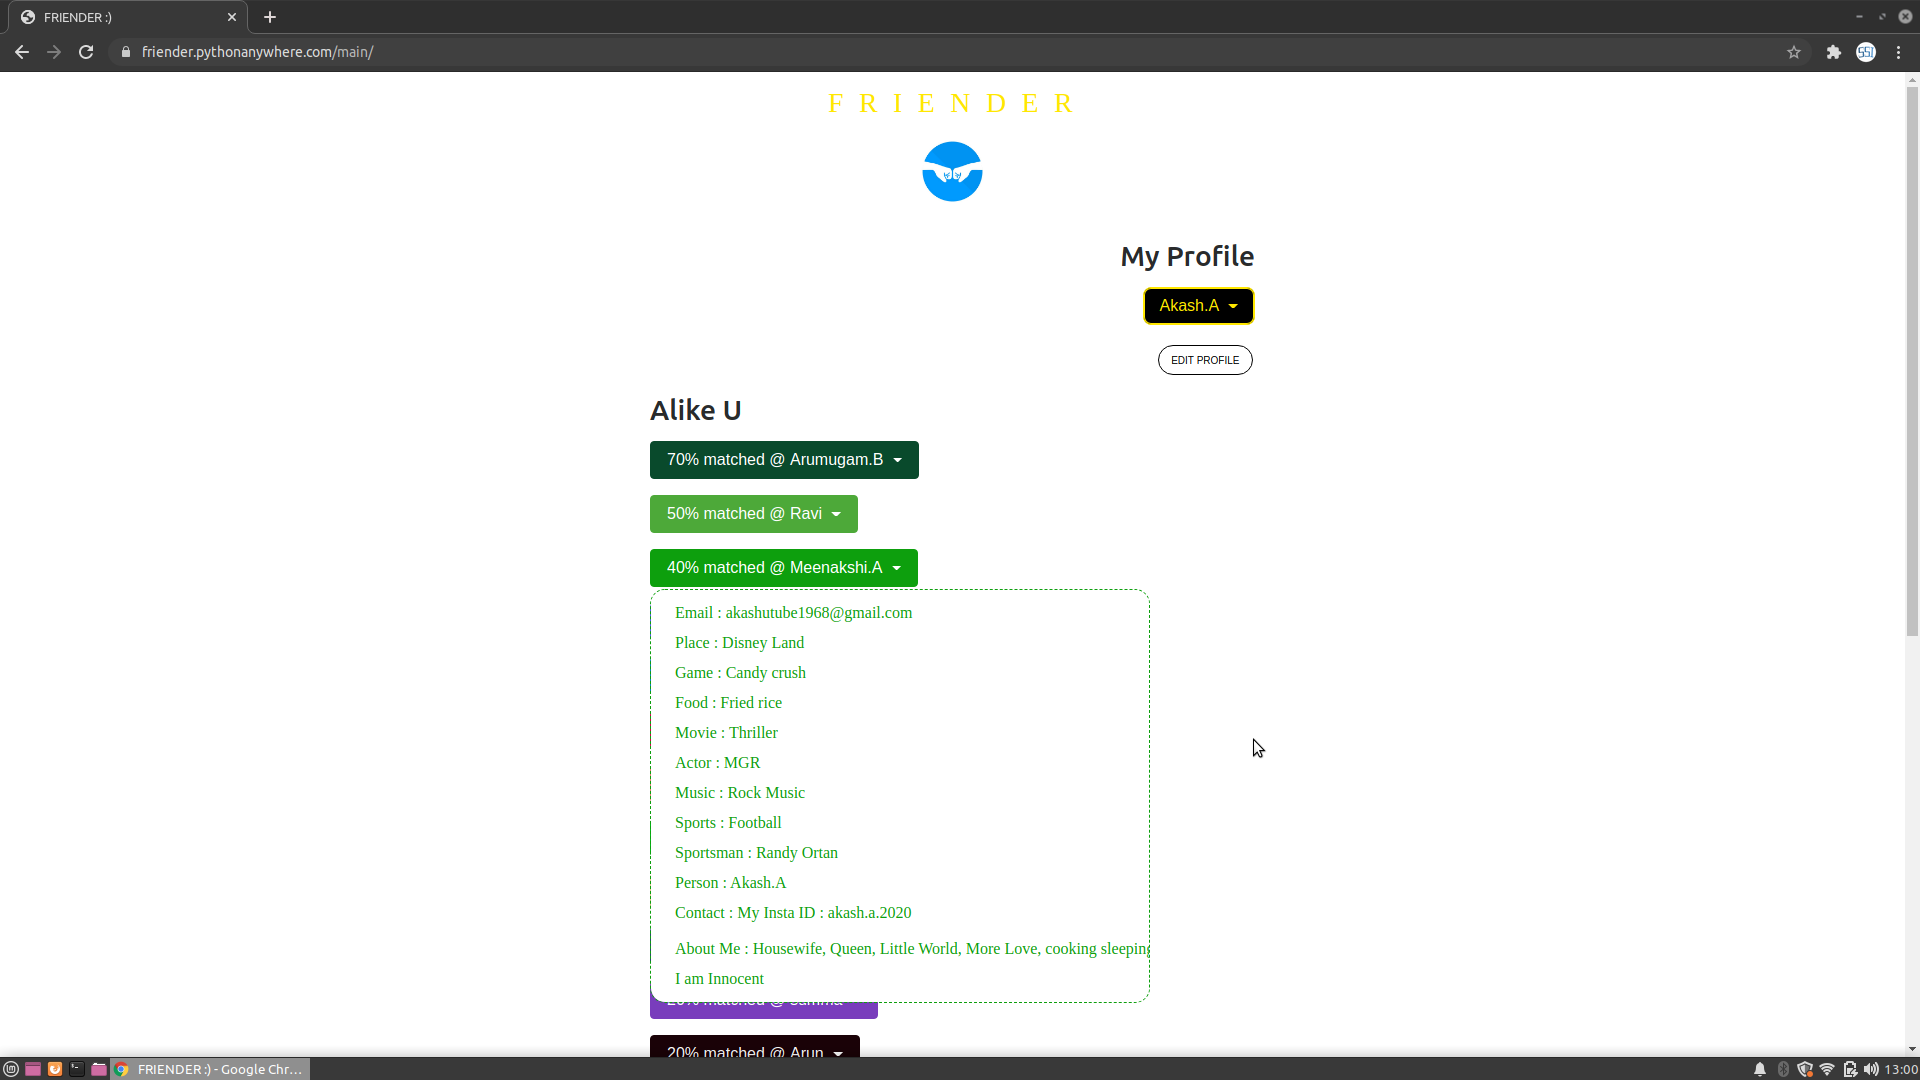 FRIENDER :)
friender.pythonanywhere.com/main/
F R I E N D E R
My Profile
Akash.A
EDIT PROFILE
Alike U
70% matched @ Arumugam.B
50% matched @ Ravi
40% matched @ Meenakshi.A
Email : akashutube1968@gmail.com
Place : Disney Land
Game : Candy crush
Food : Fried rice
Movie : Thriller
Actor : MGR
Music : Rock Music
Sports : Football
Sportsman : Randy Ortan
Person : Akash.A
Contact : My Insta ID : akash.a.2020
About Me : Housewife, Queen, Little World, More Love, cooking sleeping
I am Innocent
matched @
20% matched @ Arun
FRIENDER :) - Google Chr...
13:00